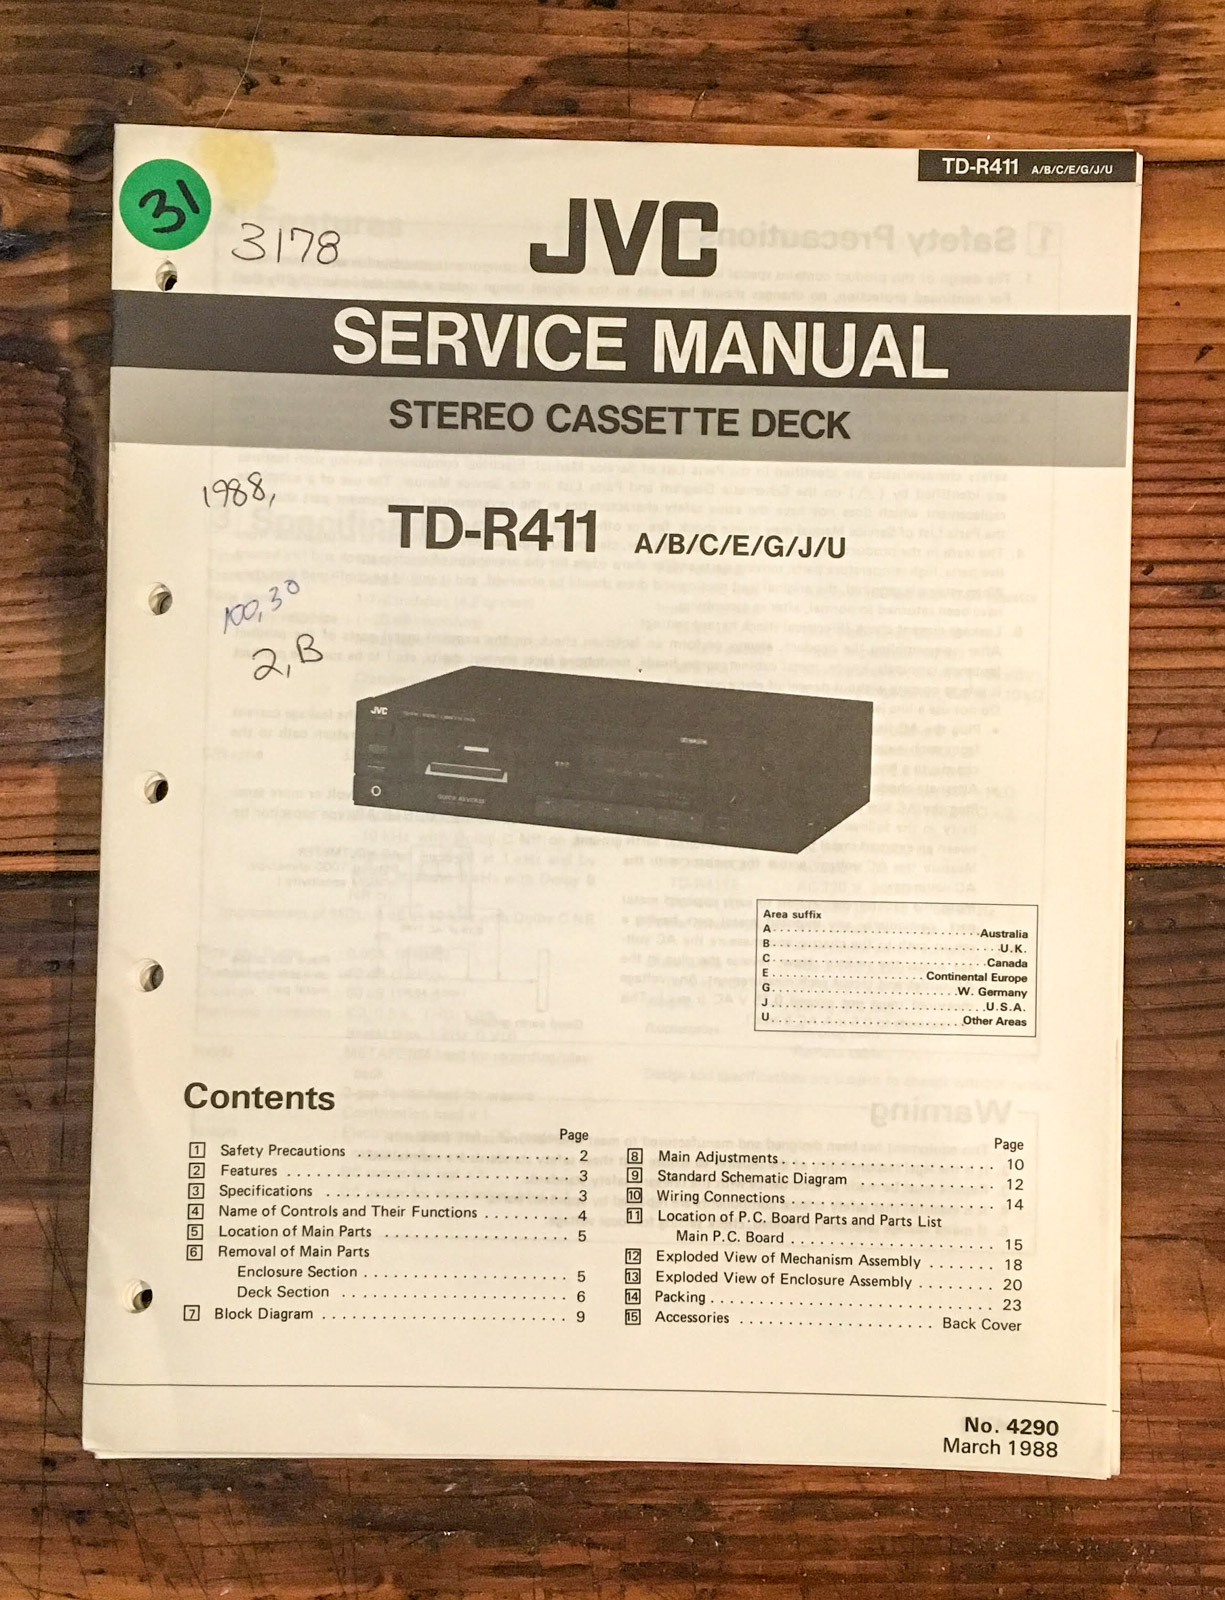 TD-R411 A/B/C/E/G/J/U
31
3178
JVC
SERVICE MANUAL
STEREO CASSETTE DECK
1988,
TD-R411 A/B/C/E/G/J/U
100,30
2,B
JVC
Area suffix
A.............................Australia
B.............................U.K.
C.............................Canada
E.............................Continental Europe
G.............................W. Germany
J.............................U.S.A.
U.............................Other Areas
Contents
Page
1 Safety Precautions ..................... 2
2 Features ..................... 3
3 Specifications ..................... 3
4 Name of Controls and Their Functions ......... 4
5 Location of Main Parts ..................... 5
6 Removal of Main Parts
Enclosure Section ..................... 5
Deck Section ..................... 6
7 Block Diagram ..................... 9
Page
8 Main Adjustments ..................... 10
9 Standard Schematic Diagram ............. 12
10 Wiring Connections ..................... 14
11 Location of P.C. Board Parts and Parts List
Main P.C. Board ..................... 15
12 Exploded View of Mechanism Assembly ....... 18
13 Exploded View of Enclosure Assembly ........ 20
14 Packing ..................... 23
15 Accessories ................... Back Cover
No. 4290
March 1988